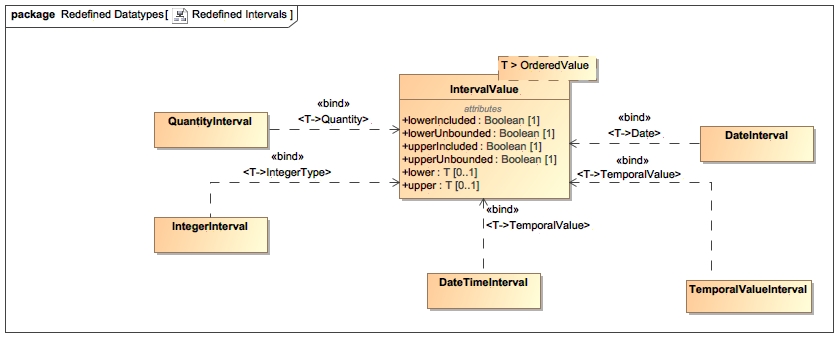 package Redefined Datatypes[ Redefined Intervals ]
T > OrderedValue
IntervalValue
attributes
+lowerIncluded : Boolean [1]
+lowerUnbounded : Boolean [1]
+upperIncluded : Boolean [1]
+upperUnbounded : Boolean [1]
+lower : T [0..1]
+upper : T [0..1]
«bind»
<T->Quantity>
QuantityInterval
«bind»
<T->IntegerType>
IntegerInterval
«bind»
<T->TemporalValue>
DateTimeInterval
«bind»
<T->Date>
DateInterval
«bind»
<T->TemporalValue>
TemporalValueInterval